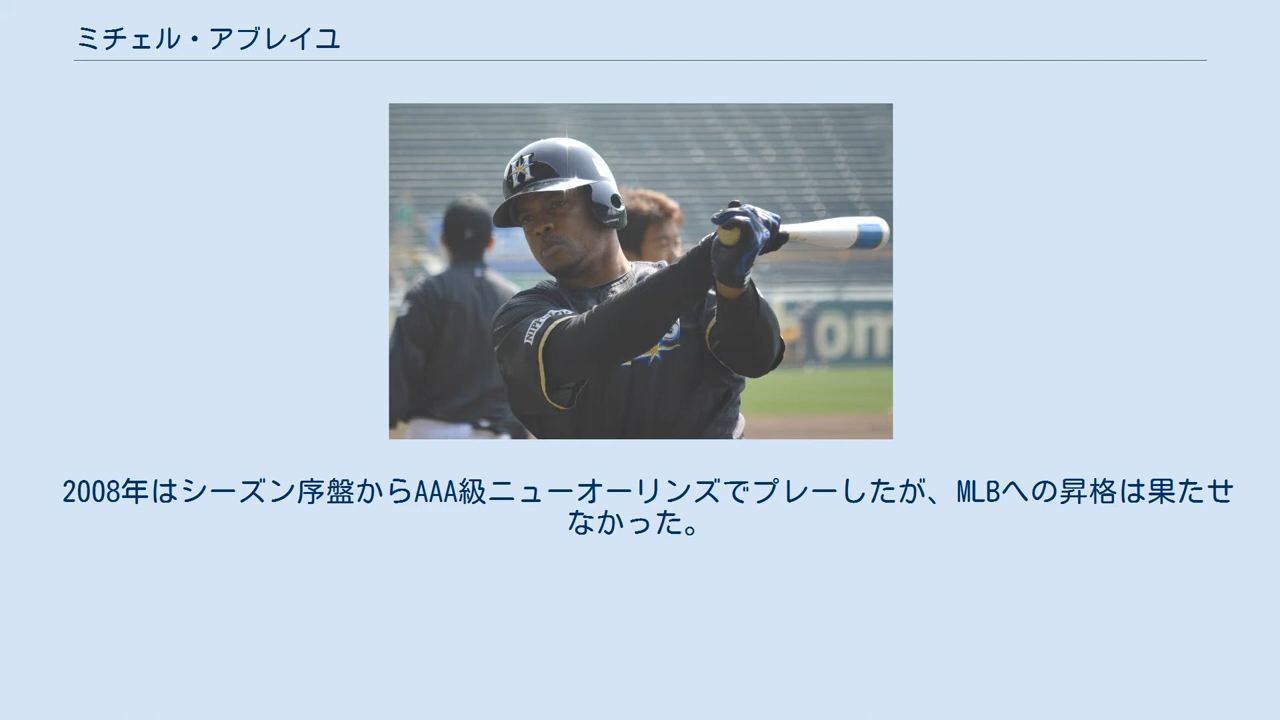 ミチェル・アブレイユ
H
NIPP
om
2008年はシーズン序盤からAAA級ニューオーリンズでプレーしたが、MLBへの昇格は果たせ
なかった。